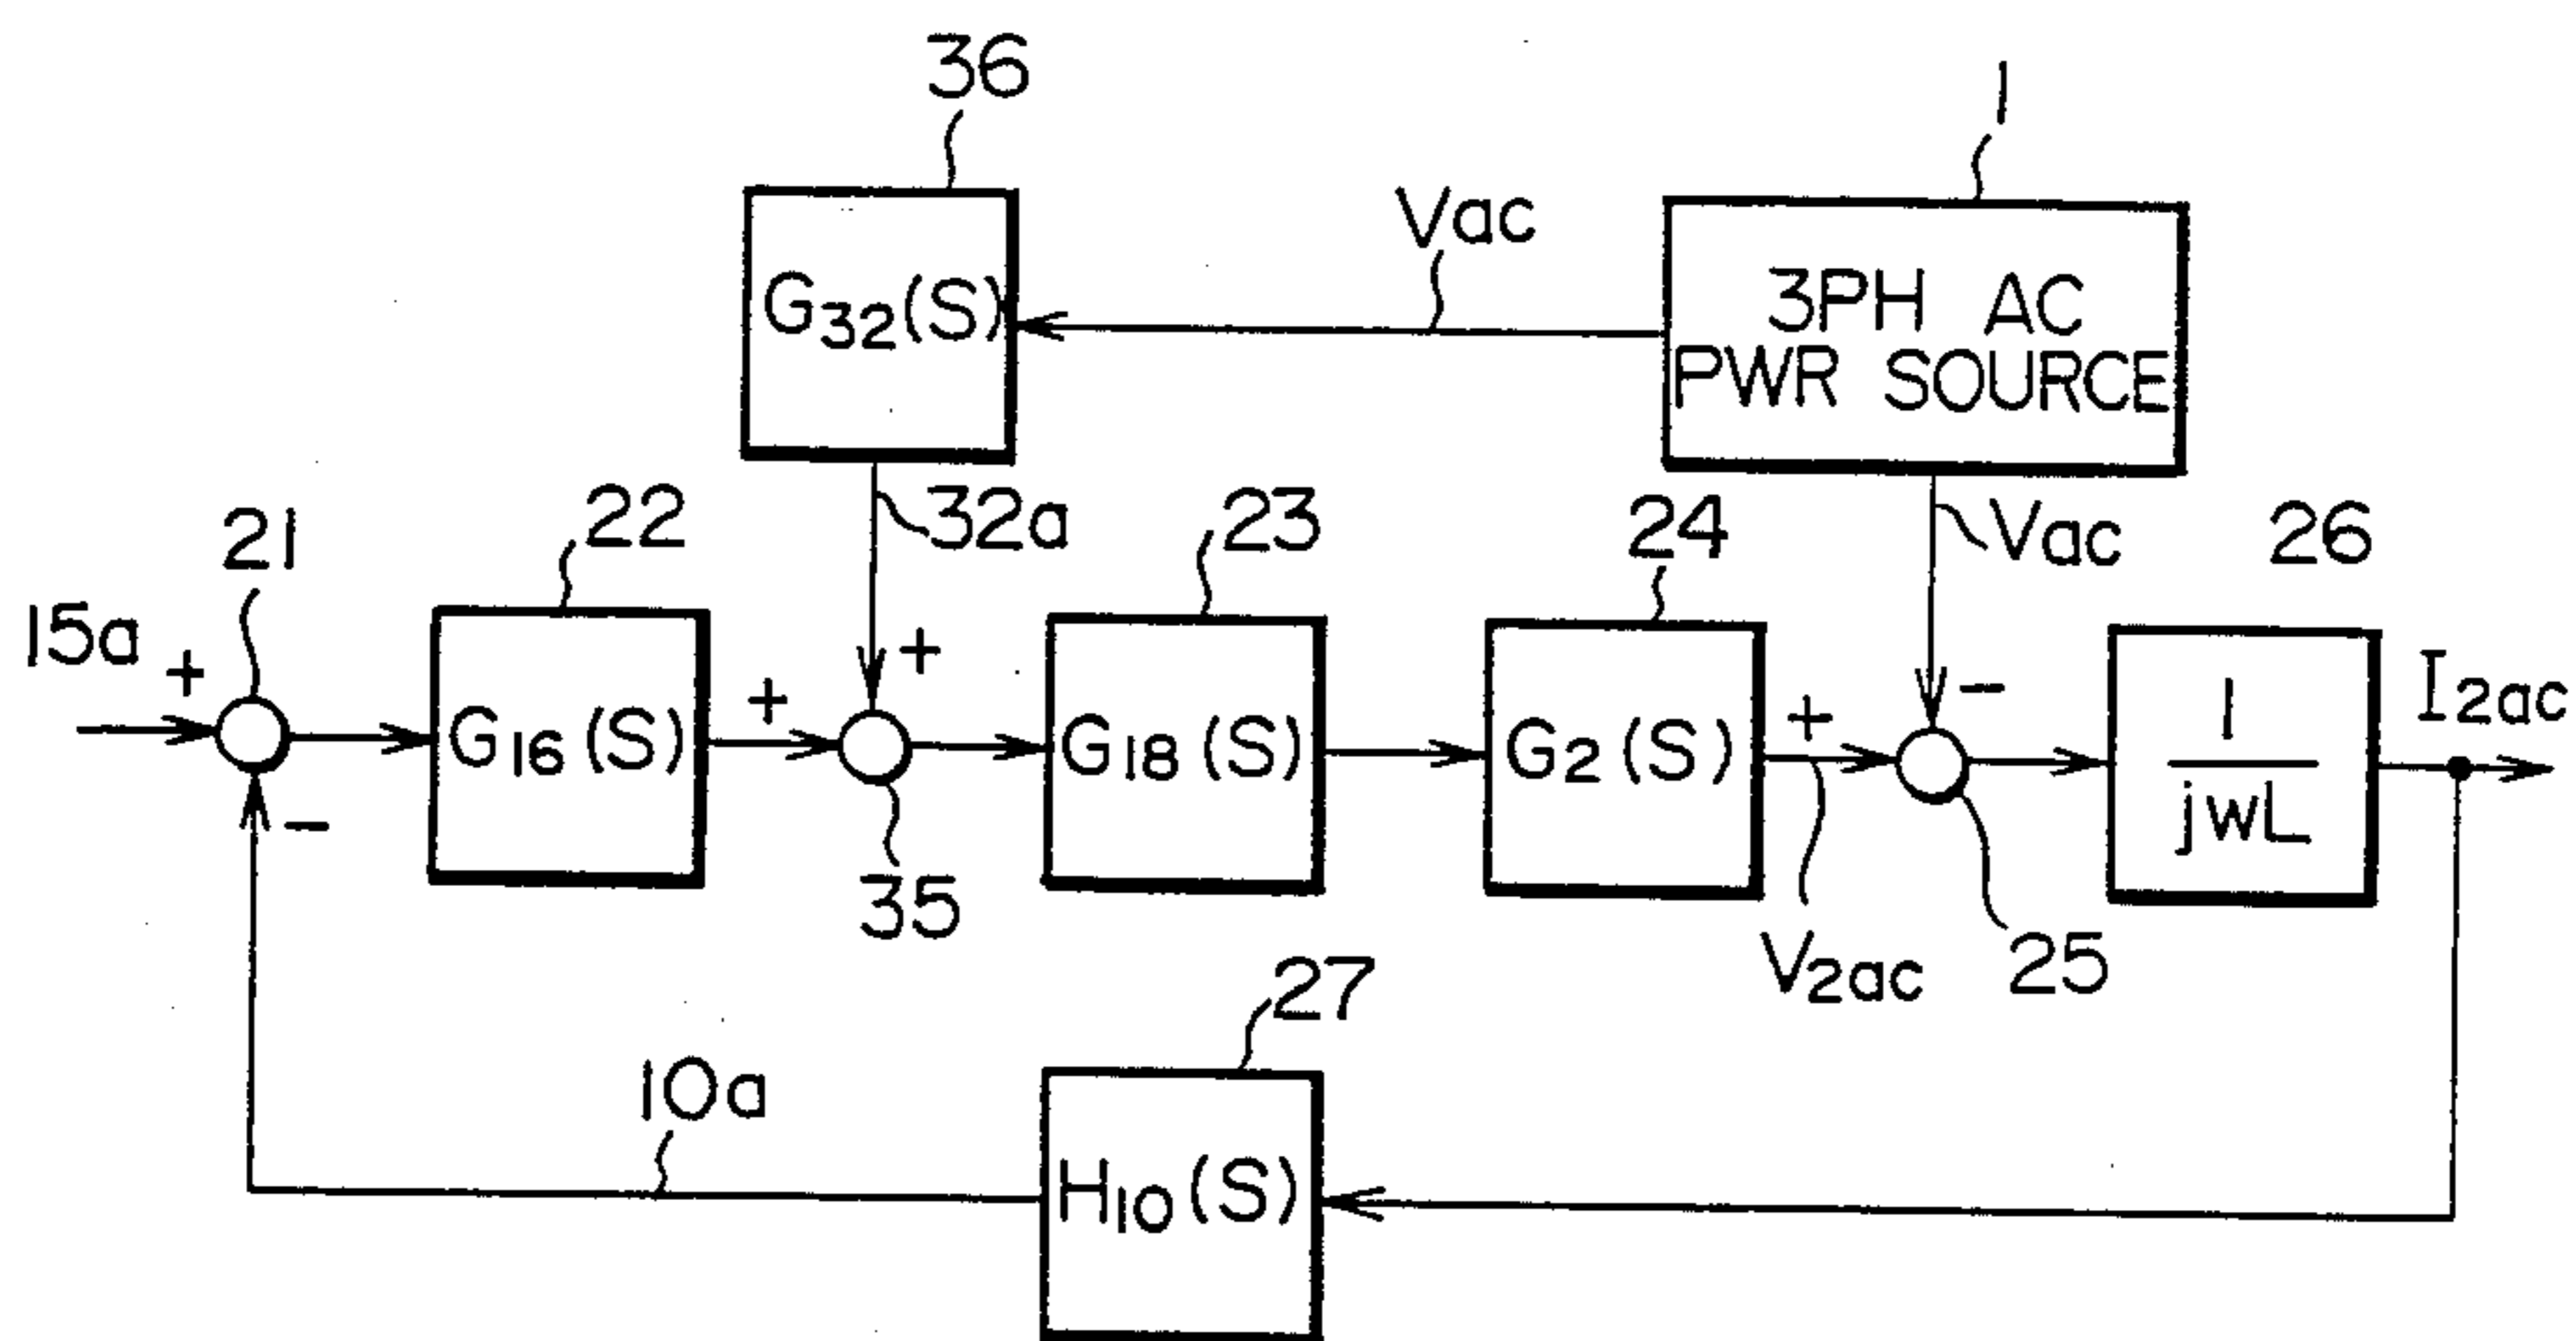 36
1
Vac
G32(S)
3PH AC
PWR SOURCE
32a
Vac
21
22
23
24
26
15a
+
+
+
+
-
I2ac
G16(S)
G18(S)
G2(S)
1
jwL
-
35
V2ac
25
27
10a
H10(S)